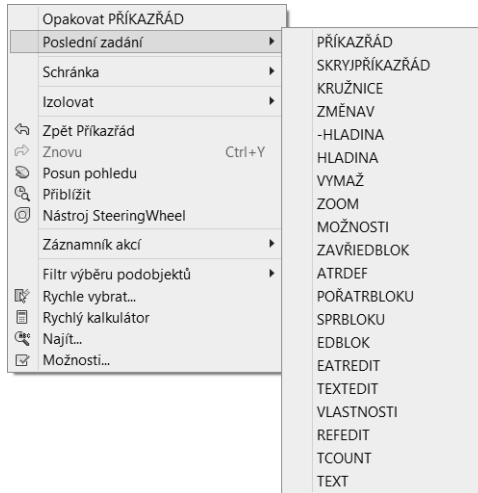 Opakovat PŘÍKAZŘÁD
Poslední zadání
Schránka
Izolovat
Zpět Příkazřád
Znovu Ctrl+Y
Posun pohledu
Přiblížit
Nástroj SteeringWheel
Záznamník akcí
Filtr výběru podobjektů
Rychle vybrat...
Rychlý kalkulátor
Najít...
Možnosti...
PŘÍKAZŘÁD
SKRYJPŘÍKAZŘÁD
KRUŽNICE
ZMĚNAV
-HLADINA
HLADINA
VYMAŽ
ZOOM
MOŽNOSTI
ZAVŘIEDBLOK
ATRDEF
POŘATRBLOKU
SPRBLOKU
EDBLOK
EATREDIT
TEXTEDIT
VLASTNOSTI
REFEDIT
TCOUNT
TEXT